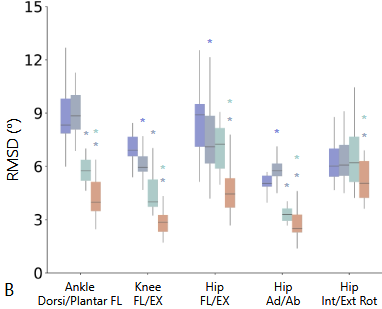 15
12
9
6
3
0
RMSD (º)
B
Ankle
Dorsi/Plantar FL
Knee
FL/EX
Hip
FL/EX
Hip
Ad/Ab
Hip
Int/Ext Rot